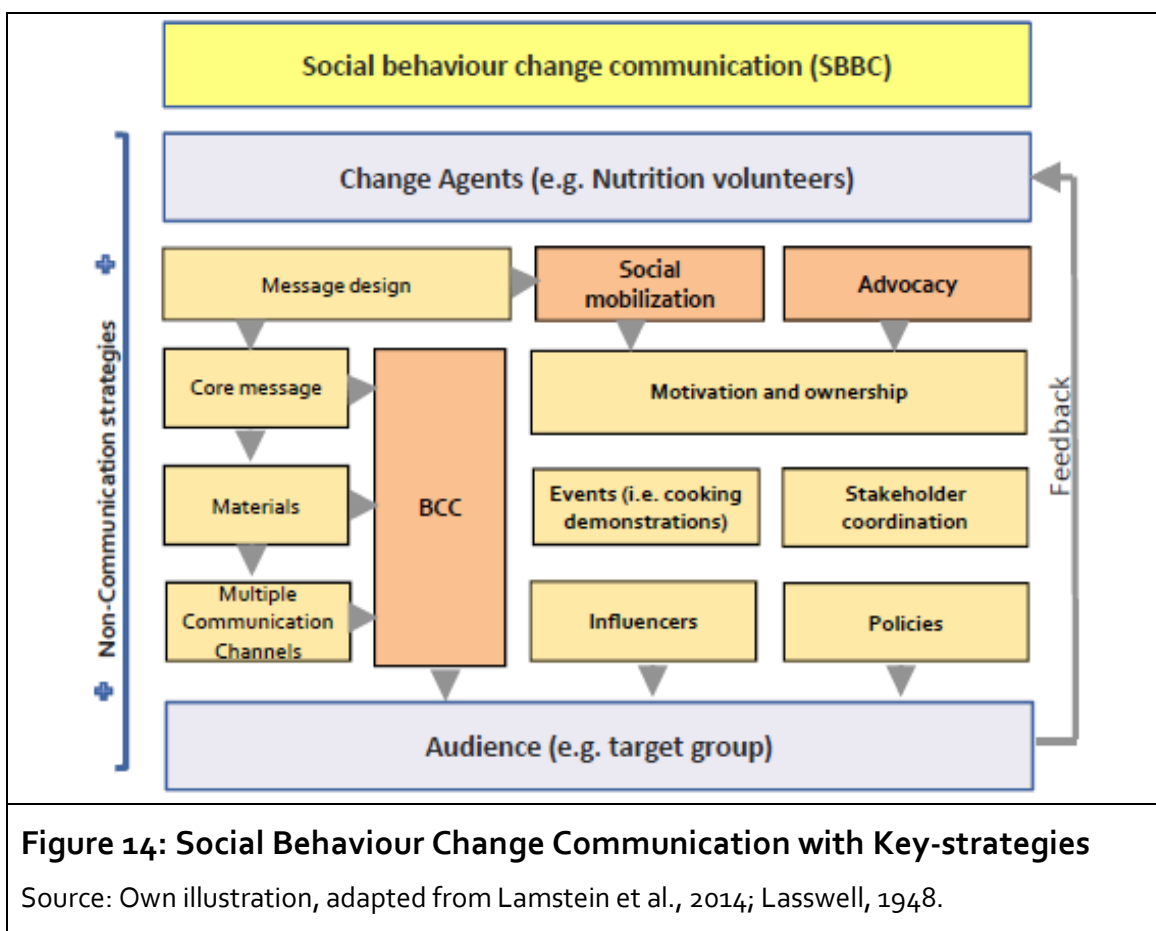 Social behaviour change communication (SBBC)
Change Agents (e.g. Nutrition volunteers)
Non-Communication strategies
Message design
Social
mobilization
Advocacy
Core message
BCC
Motivation and ownership
Materials
Events (i.e. cooking
demonstrations)
Stakeholder
coordination
Multiple
Communication
Channels
Influencers
Policies
Feedback
Audience (e.g. target group)
Figure 14: Social Behaviour Change Communication with Key-strategies
Source: Own illustration, adapted from Lamstein et al., 2014; Lasswell, 1948.